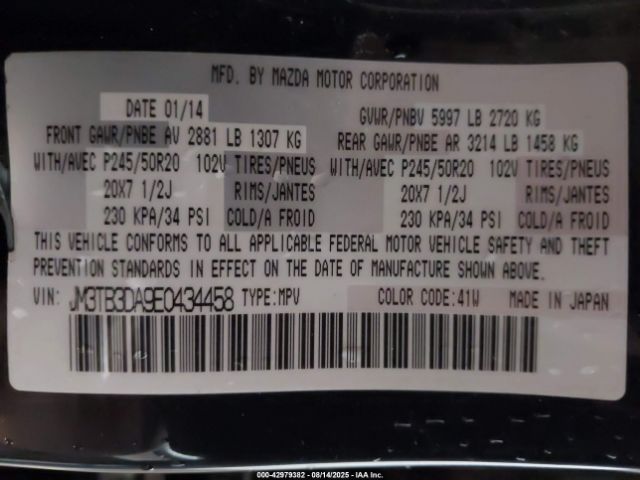 MFD. BY MAZDA MOTOR CORPORATION
DATE 01/14 GVWR/PNBV 5997 LB 2720 KG
FRONT GAWR/PNBE AV 2881 LB 1307 KG REAR GAWR/PNBE AR 3214 LB 1458 KG
WITH/AVEC P245/50R20 102V TIRES/PNEUS WITH/AVEC P245/50R20 102V TIRES/PNEUS
20X7 1/2J RIMS/JANTES 20X7 1/2J RIMS/JANTES
230 KPA/34 PSI COLD/A FROID 230 KPA/34 PSI COLD/A FROID
THIS VEHICLE CONFORMS TO ALL APPLICABLE FEDERAL MOTOR VEHICLE SAFETY AND THEFT
PREVENTION STANDARDS IN EFFECT ON THE DATE OF MANUFACTURE SHOWN ABOVE.
VIN: JM3TB3DA9E0434458 TYPE:MPV COLOR CODE:41W MADE IN JAPAN
000-42979382 - 08/14/2025 - IAA Inc.